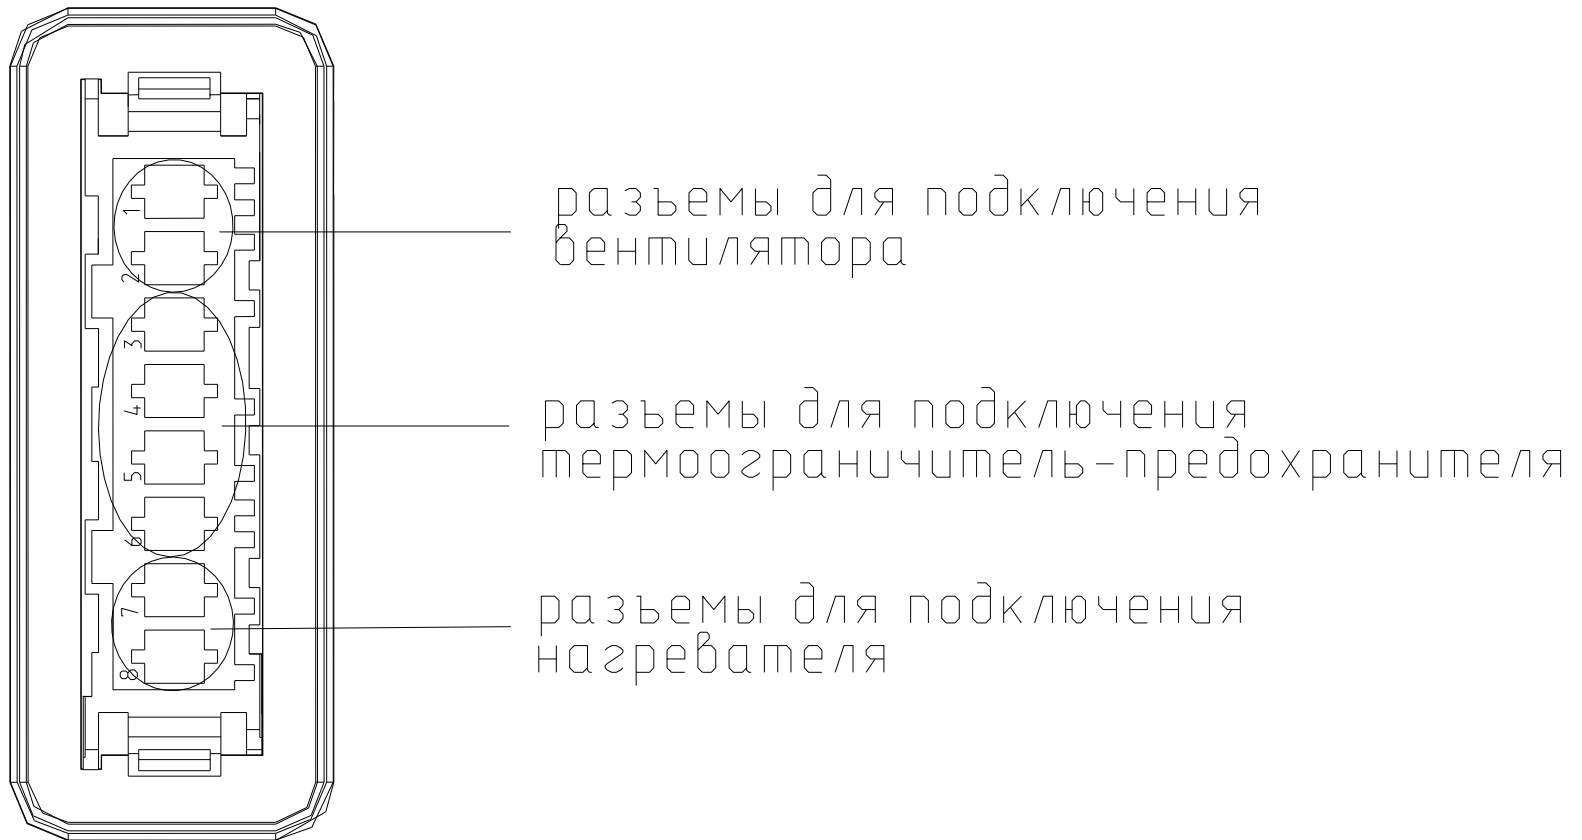 1
разъемы для подключения
вентилятора
2
3
4
разъемы для подключения
термоограничитель-предохранителя
5
6
7
разъемы для подключения
нагревателя
8